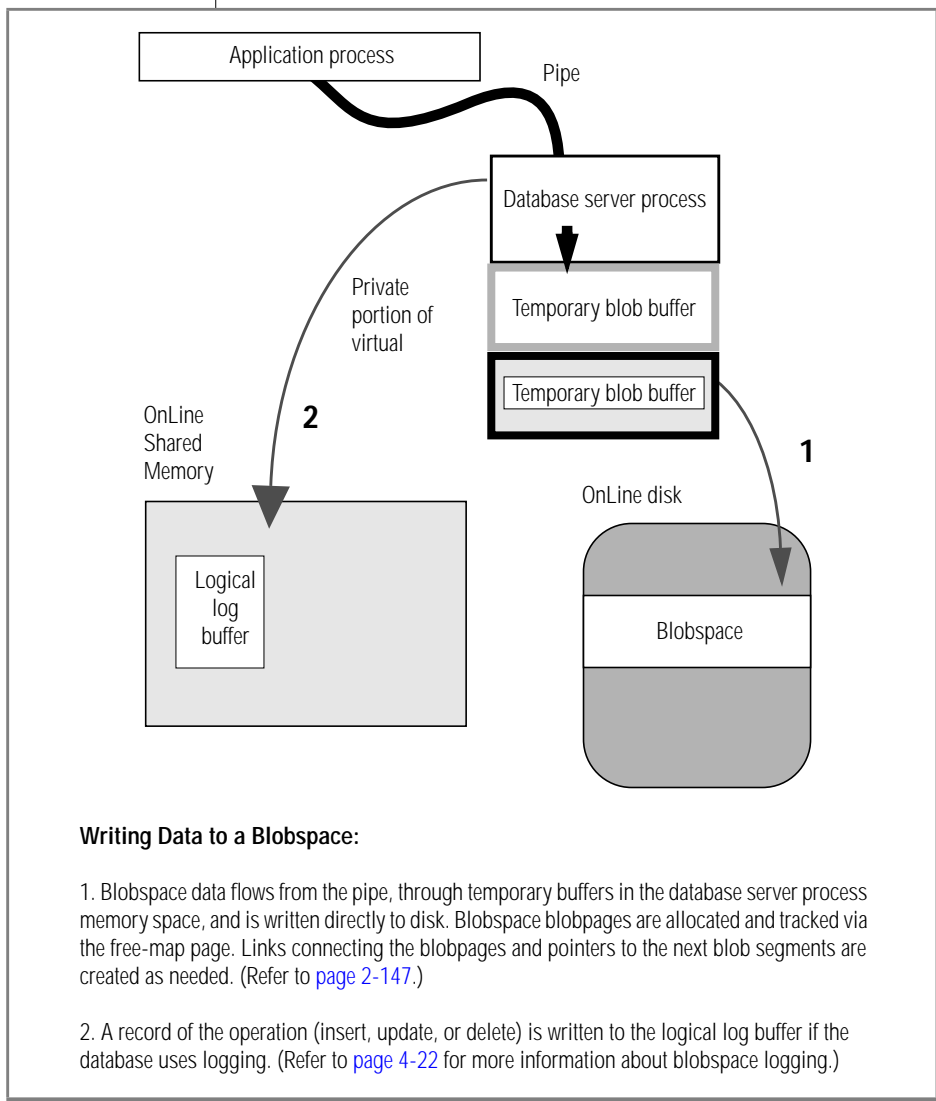 Application process
Pipe
Database server process
Private
portion of
virtual
Temporary blob buffer
Temporary blob buffer
2
1
OnLine
Shared
Memory
OnLine disk
Logical
log
buffer
Blobspace
Writing Data to a Blobspace:
1. Blobspace data flows from the pipe, through temporary buffers in the database server process
memory space, and is written directly to disk. Blobspace blobpages are allocated and tracked via
the free-map page. Links connecting the blobpages and pointers to the next blob segments are
created as needed. (Refer to page 2-147.)
2. A record of the operation (insert, update, or delete) is written to the logical log buffer if the
database uses logging. (Refer to page 4-22 for more information about blobspace logging.)